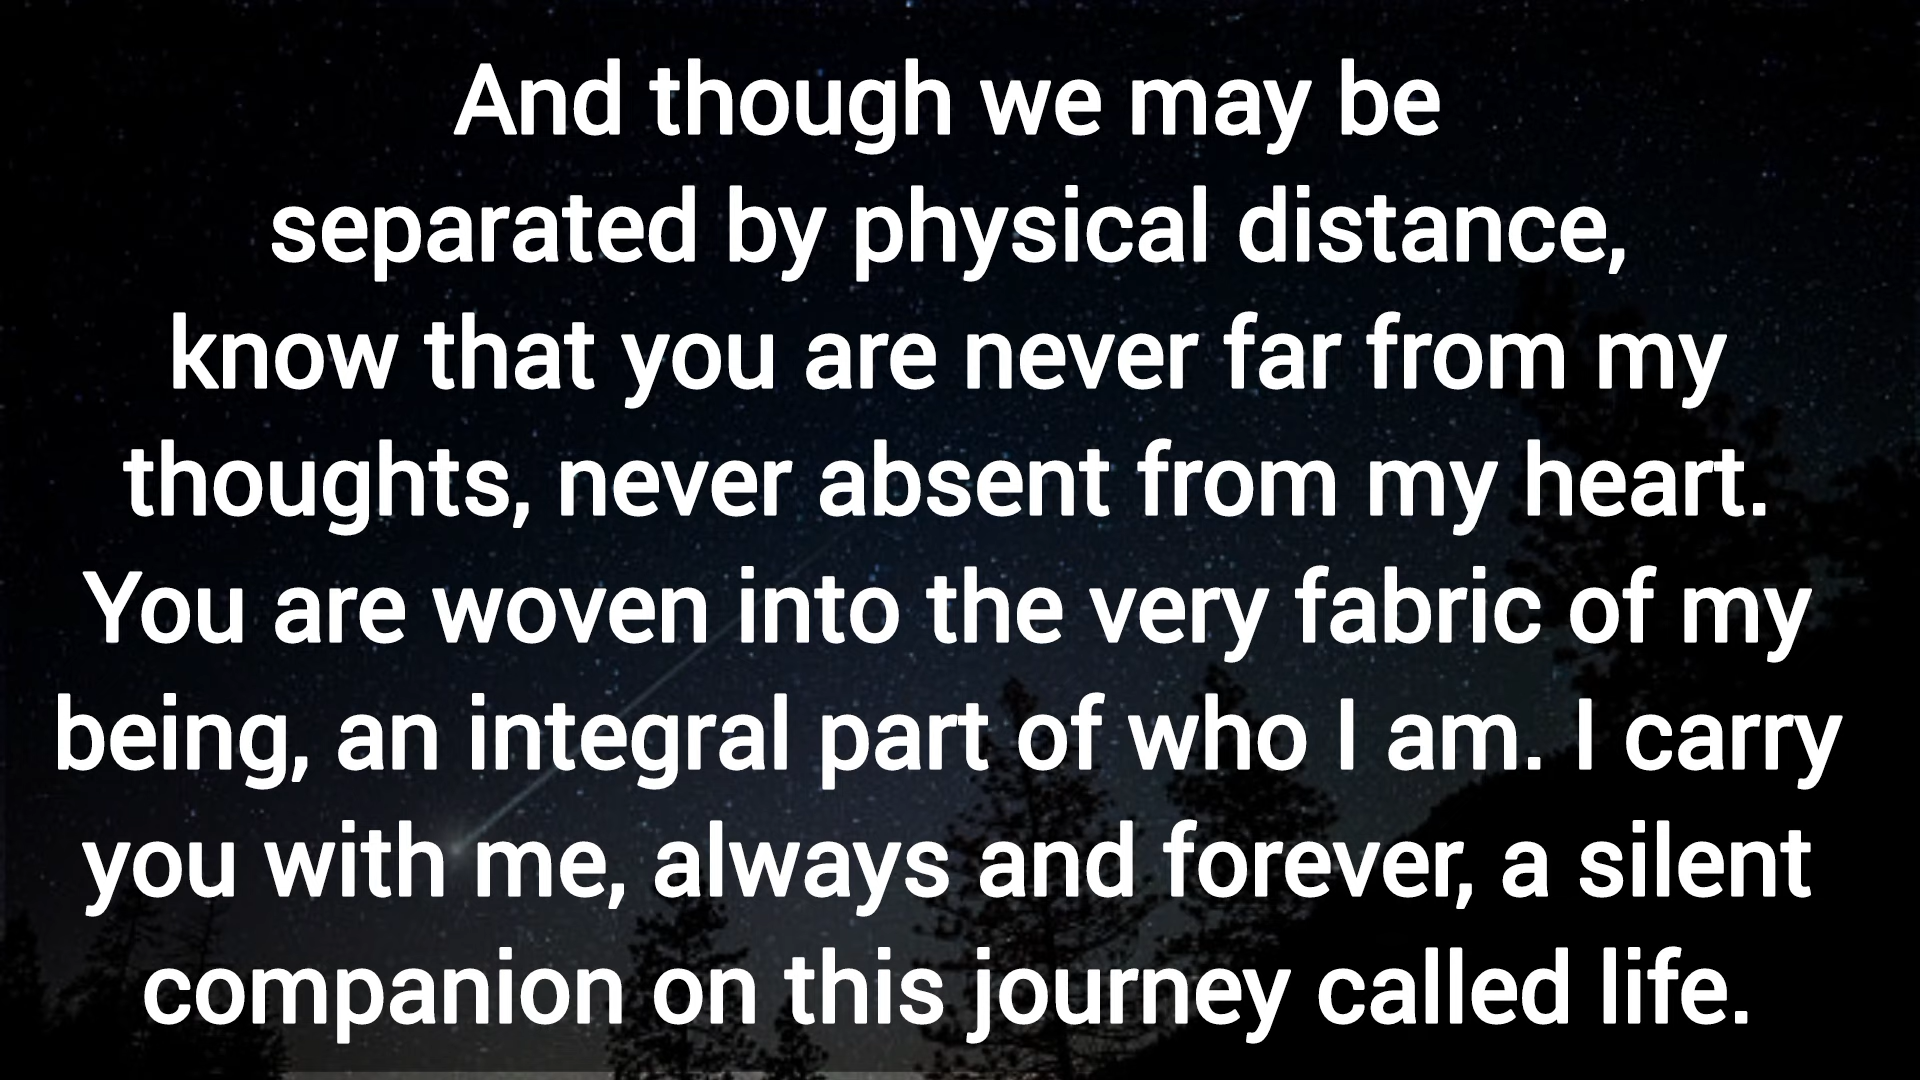 And though we may be
separated by physical distance,
know that you are never far from my
thoughts, never absent from my heart.
You are woven into the very fabric of my
being, an integral part of who I am. I carry
you with me, always and forever, a silent
companion on this journey called life.